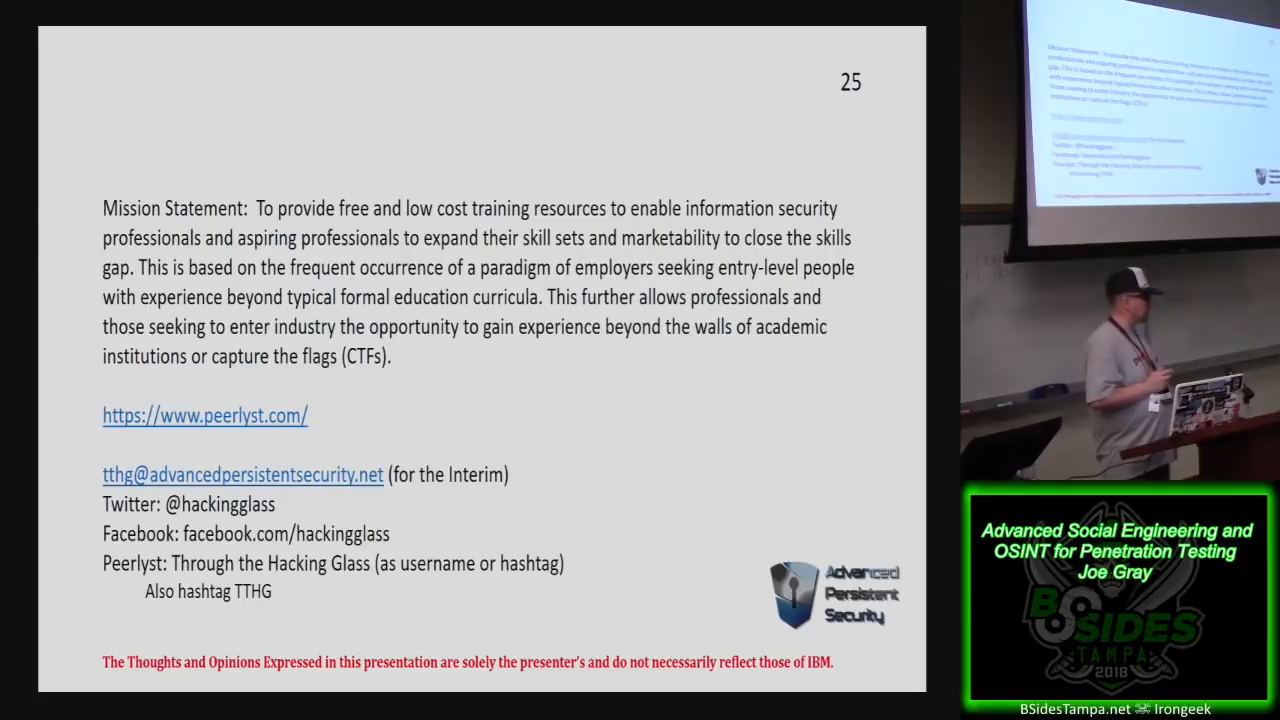 25
Mission Statement:  To provide free and low cost training resources to enable information security
professionals and aspiring professionals to expand their skill sets and marketability to close the skills
gap. This is based on the frequent occurrence of a paradigm of employers seeking entry-level people
with experience beyond typical formal education curricula. This further allows professionals and
those seeking to enter industry the opportunity to gain experience beyond the walls of academic
institutions or capture the flags (CTFs).
https://www.peerlyst.com/
tthg@advancedpersistentsecurity.net (for the Interim)
Twitter: @hackingglass
Facebook: facebook.com/hackingglass
Peerlyst: Through the Hacking Glass (as username or hashtag)
Also hashtag TTHG
Advanced
Persistent
Security
The Thoughts and Opinions Expressed in this presentation are solely the presenter's and do not necessarily reflect those of IBM.
Advanced Social Engineering and
OSINT for Penetration Testing
Joe Gray
BSIDES
TAMPA
2018
BSidesTampa.net Irongeek